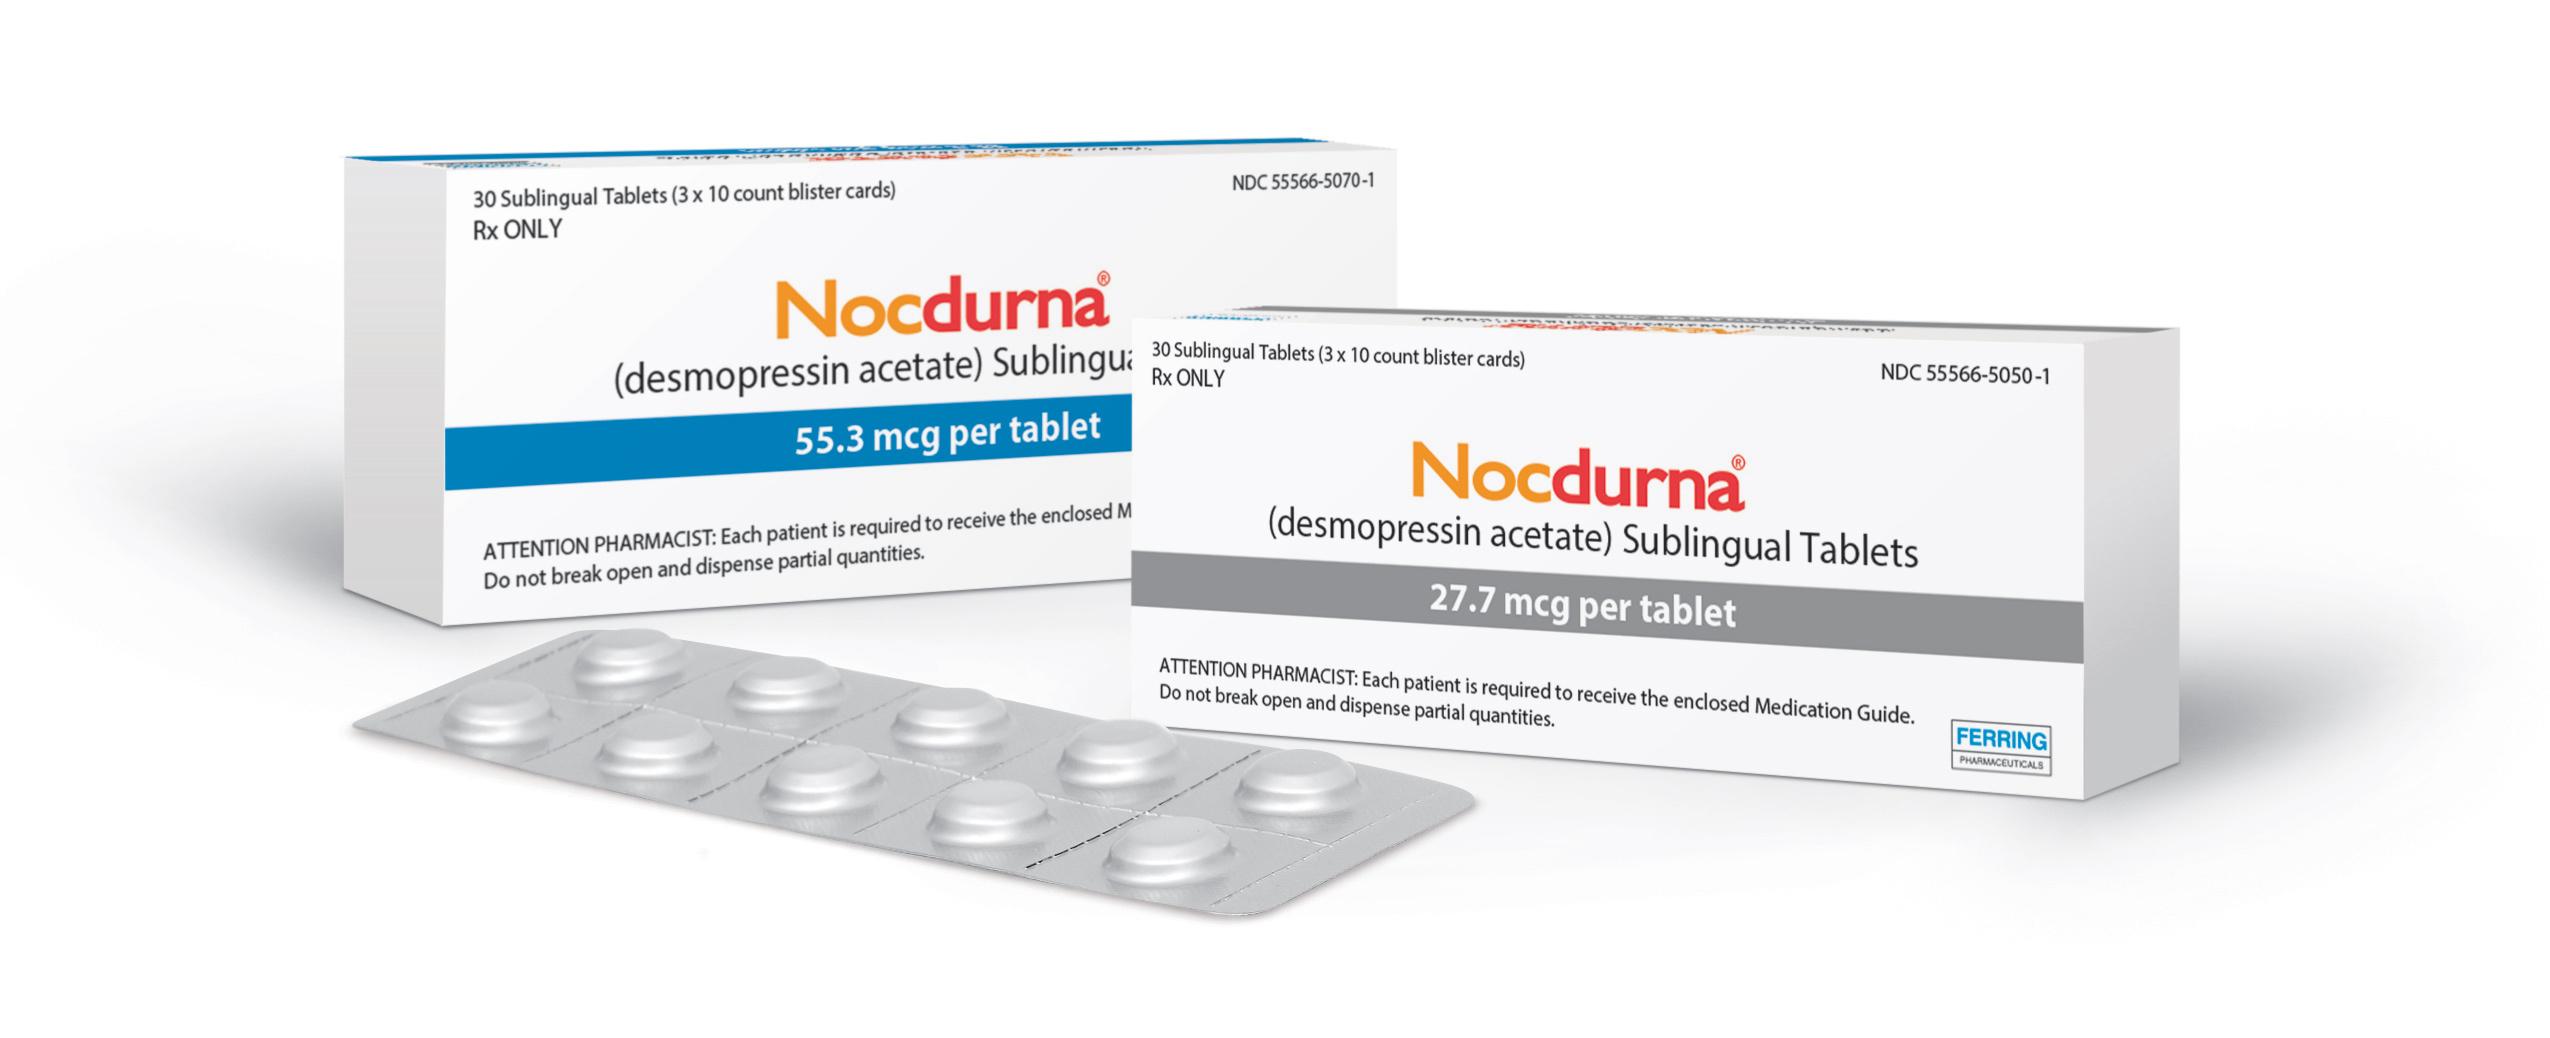 30 Sublingual Tablets (3 x 10 count blister cards)
Rx ONLY
NDC 55566-5070-1
Nocdurna®
(desmopressin acetate)
55.3 mcg per tablet
ATTENTION PHARMACIST: Each patient is required to receive the enclosed
Do not break open and dispense partial quantities.
30 Sublingual Tablets (3 x 10 count blister cards)
Rx ONLY
NDC 55566-5050-1
Nocdurna®
(desmopressin acetate) Sublingual Tablets
27.7 mcg per tablet
ATTENTION PHARMACIST: Each patient is required to receive the enclosed Medication Guide.
Do not break open and dispense partial quantities.
FERRING
PHARMACEUTICALS